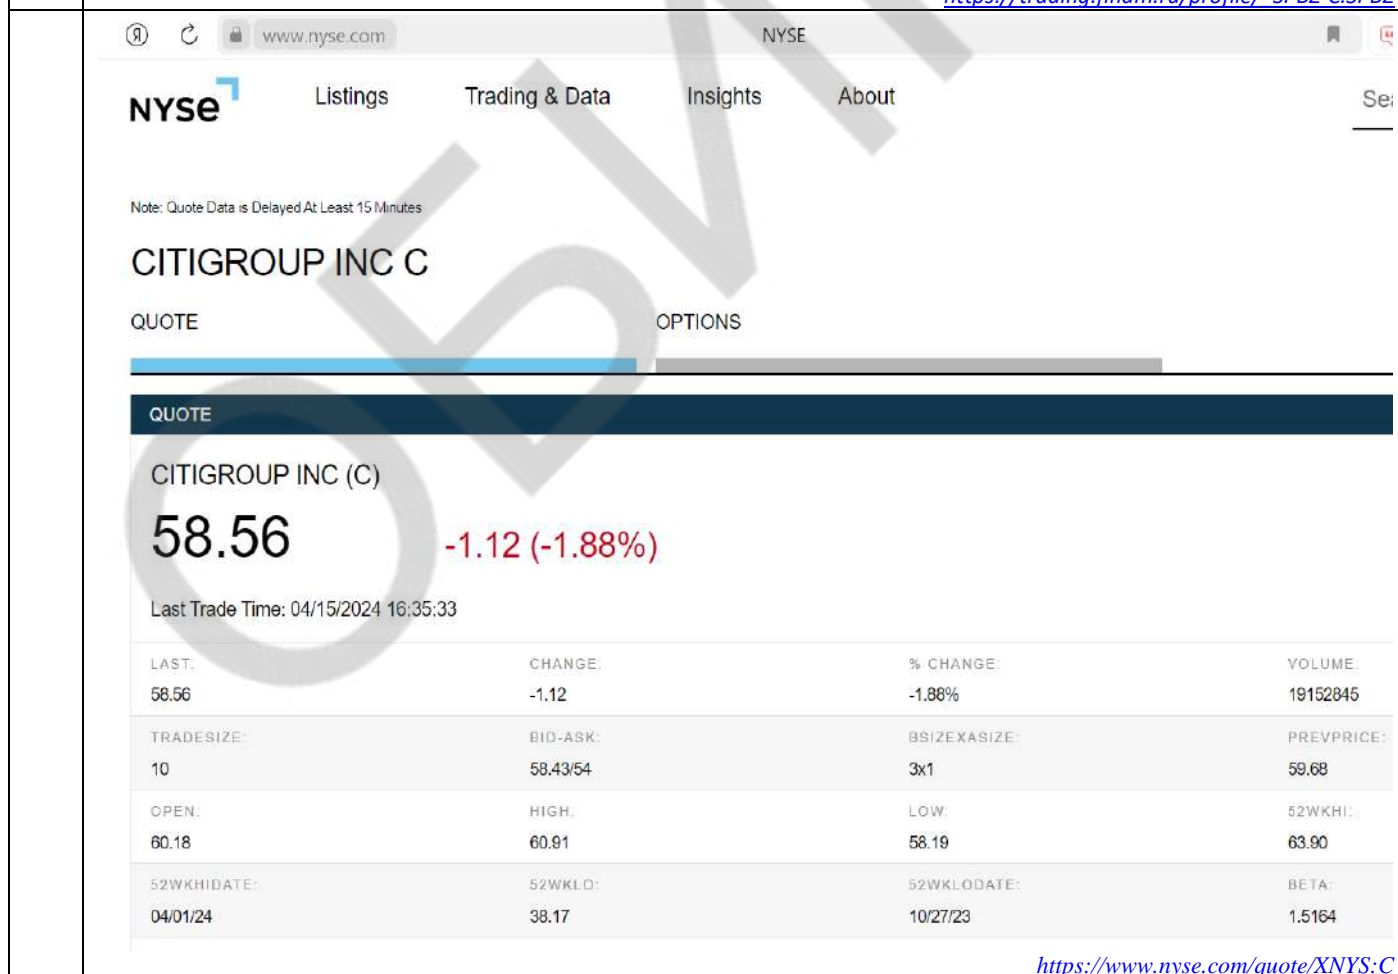 https://trading.finam.ru/profile/
www.nyse.com NYSE
NYSE Listings Trading & Data Insights About
Note: Quote Data is Delayed At Least 15 Minutes
CITIGROUP INC C
QUOTE OPTIONS
QUOTE
CITIGROUP INC (C)
58.56 -1.12 (-1.88%)
Last Trade Time: 04/15/2024 16:35:33
LAST: CHANGE: % CHANGE: VOLUME:
58.56 -1.12 -1.88% 19152845
TRADESIZE: BID-ASK: BSIZEXASIZE: PREVPRICE:
10 58.43/54 3x1 59.68
OPEN: HIGH: LOW: 52WKHI:
60.18 60.91 58.19 63.90
52WKHIDATE: 52WKLO: 52WKLODATE: BETA:
04/01/24 38.17 10/27/23 1.5164
https://www.nyse.com/quote/XNYS:C